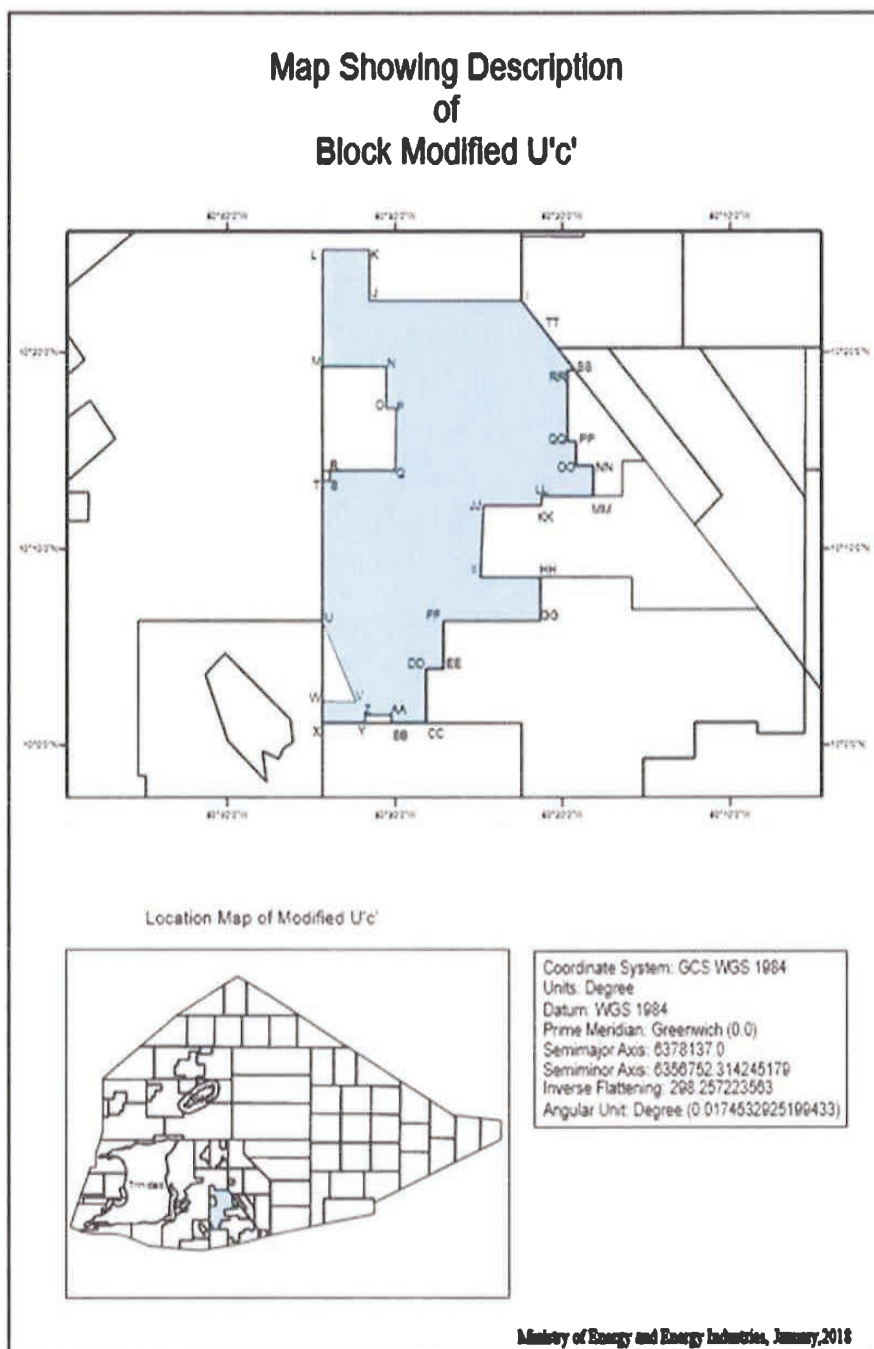 Map Showing Description
of
Block Modified U'c'
L K
J I
TT
M N
SS
RR
O P
QQ PP
R Q
OO NN
T S
LL
JJ KK MM
HH
U FF GG
DD EE
W V
Z AA
X Y BB CC
Location Map of Modified U'c'
Trinidad
Coordinate System: GCS WGS 1984
Units: Degree
Datum: WGS 1984
Prime Meridian: Greenwich (0.0)
Semimajor Axis: 6378137.0
Semiminor Axis: 6356752.314245179
Inverse Flattening: 298.257223563
Angular Unit: Degree (0.0174532925199433)
Ministry of Energy and Energy Industries, January,2018